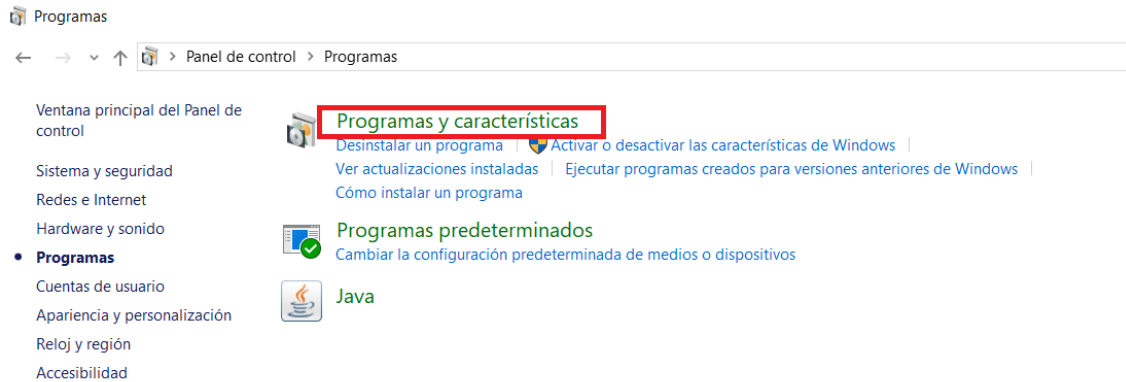 Programas
Panel de control > Programas
Ventana principal del Panel de
control
Sistema y seguridad
Redes e Internet
Hardware y sonido
Programas
Cuentas de usuario
Apariencia y personalización
Reloj y región
Accesibilidad
Programas y características
Desinstalar un programa
Activar o desactivar las características de Windows
Ver actualizaciones instaladas
Ejecutar programas creados para versiones anteriores de Windows
Cómo instalar un programa
Programas predeterminados
Cambiar la configuración predeterminada de medios o dispositivos
Java